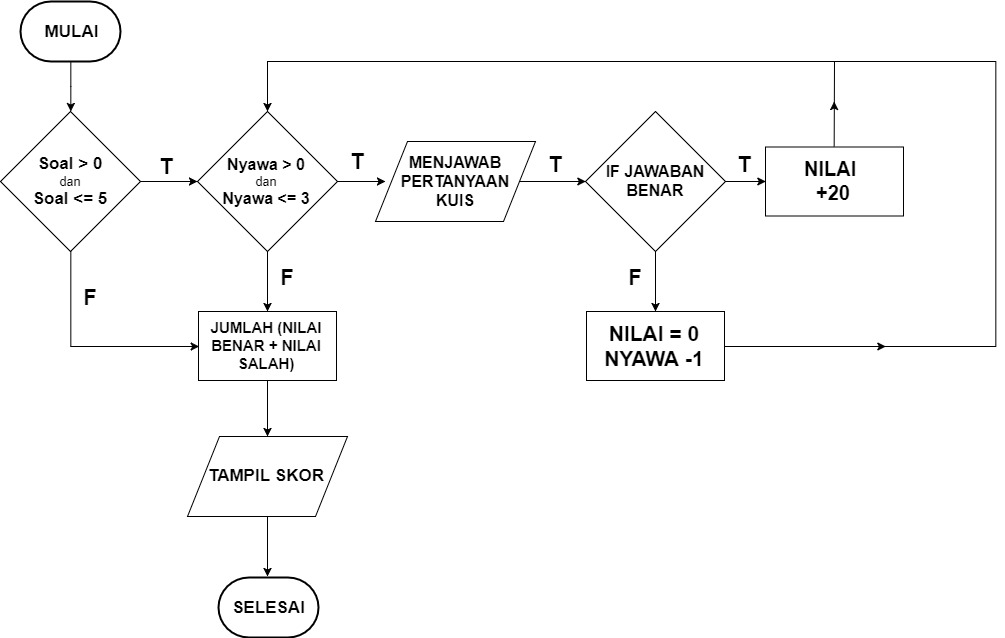 MULAI
Soal > 0
dan
Soal <= 5
T
Nyawa > 0
dan
Nyawa <= 3
T
MENJAWAB
PERTANYAAN
KUIS
T
IF JAWABAN
BENAR
T
NILAI
+20
F
F
F
JUMLAH (NILAI
BENAR + NILAI
SALAH)
NILAI = 0
NYAWA -1
TAMPIL SKOR
SELESAI